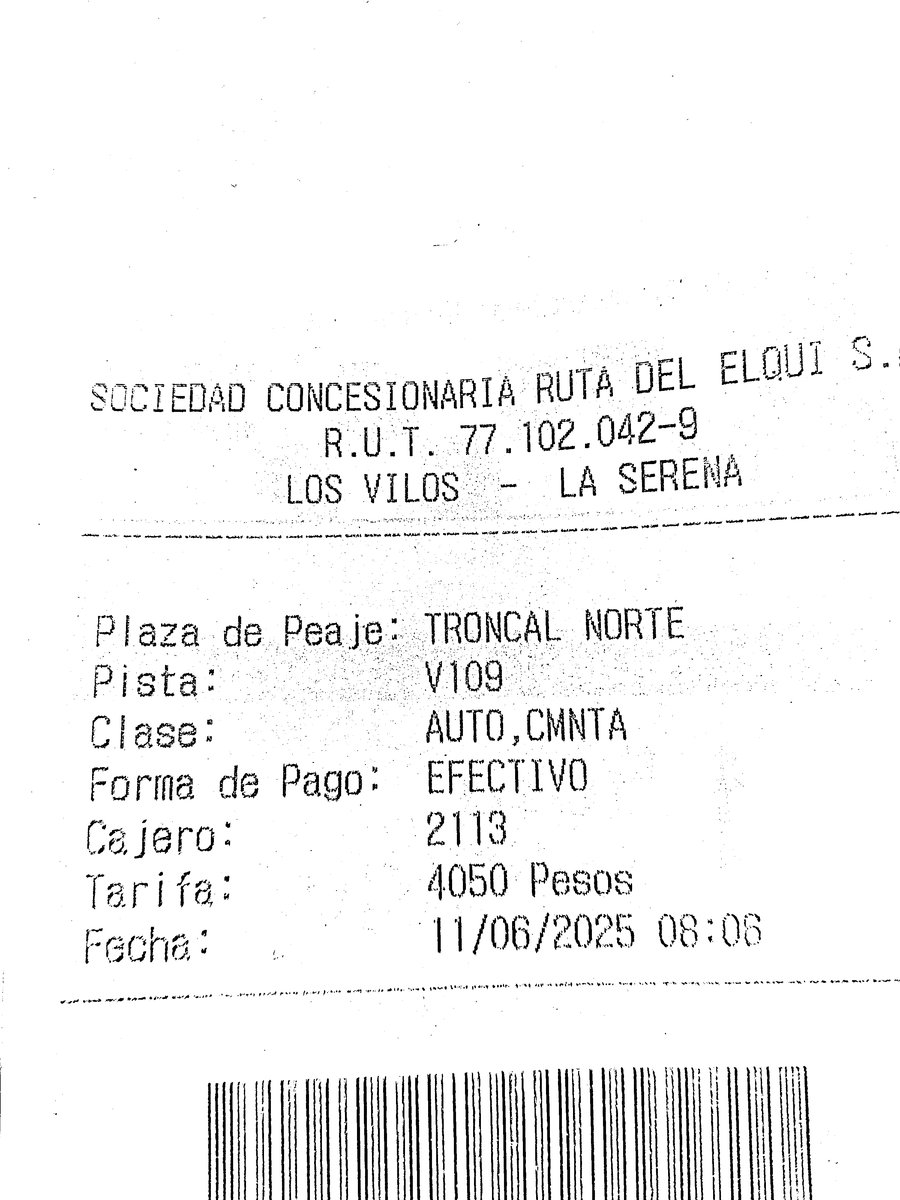 SOCIEDAD CONCESIONARIA RUTA DEL ELQUI S.
R.U.T. 77.102.042-9
LOS VILOS - LA SERENA
Plaza de Peaje: TRONCAL NORTE
Pista: V109
Clase: AUTO,CMNTA
Forma de Pago: EFECTIVO
Cajero: 2113
Tarifa: 4050 Pesos
Fecha: 11/06/2025 08:06